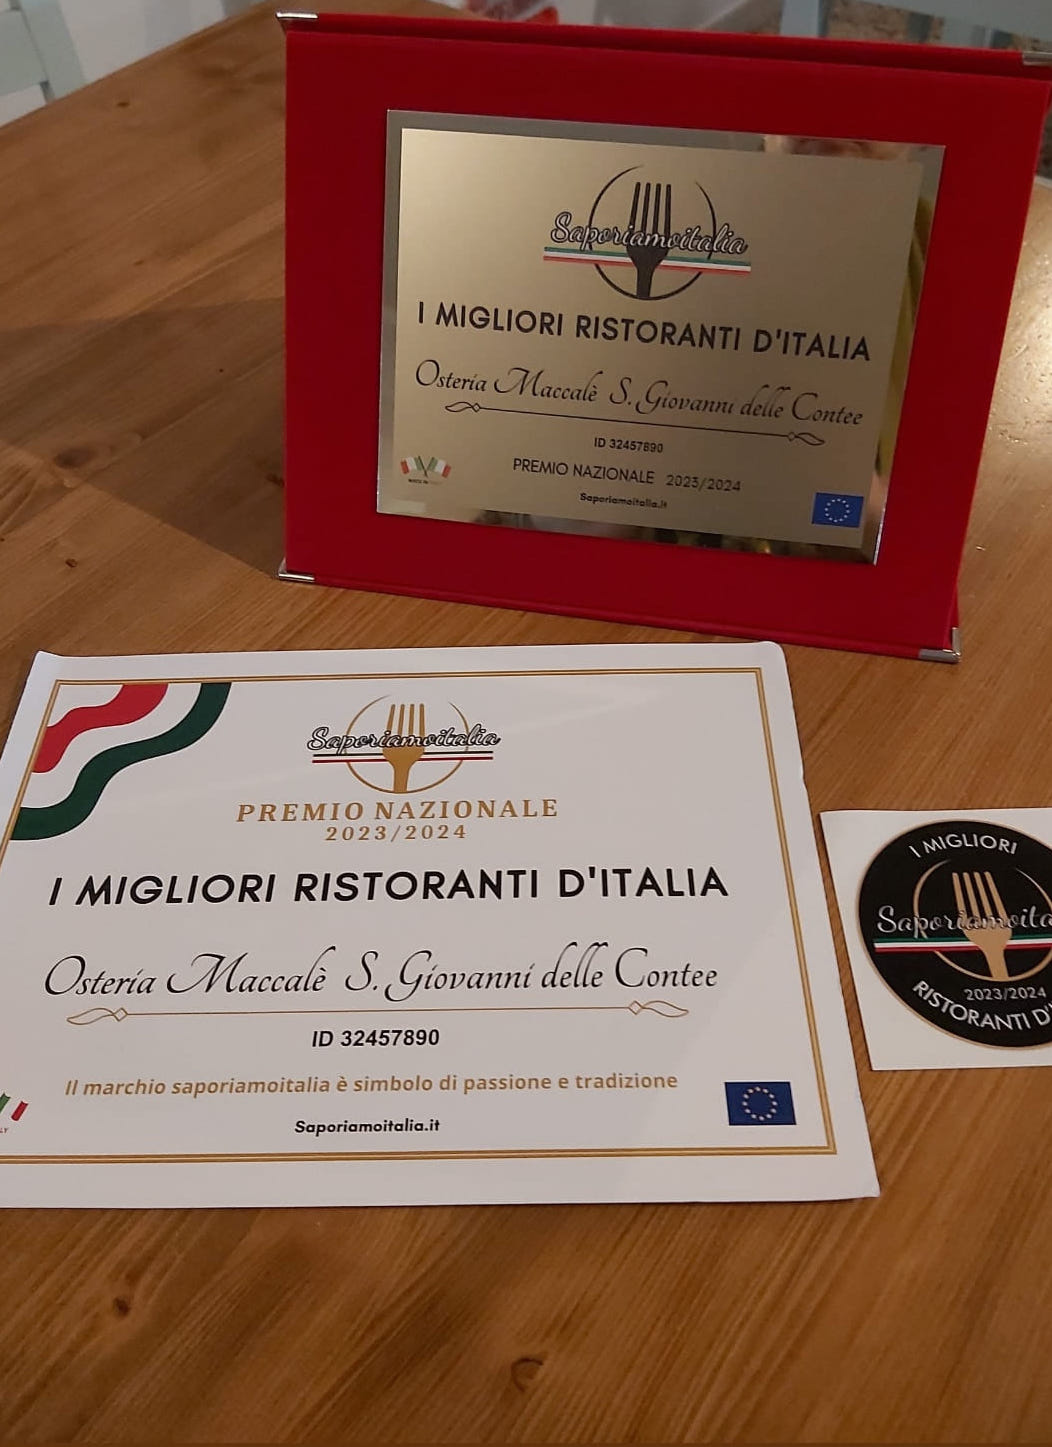 Saporiamoitalia
I MIGLIORI RISTORANTI D'ITALIA
Osteria Maccalè S. Giovanni delle Contee
ID 32457890
PREMIO NAZIONALE 2023/2024
Saporiamoitalia.it
Saporiamoitalia
PREMIO NAZIONALE
2023/2024
I MIGLIORI RISTORANTI D'ITALIA
Osteria Maccalè S. Giovanni delle Contee
ID 32457890
Il marchio saporiamoitalia è simbolo di passione e tradizione
Saporiamoitalia.it
I MIGLIORI
Saporiamoita
2023/2024
RISTORANTI D'